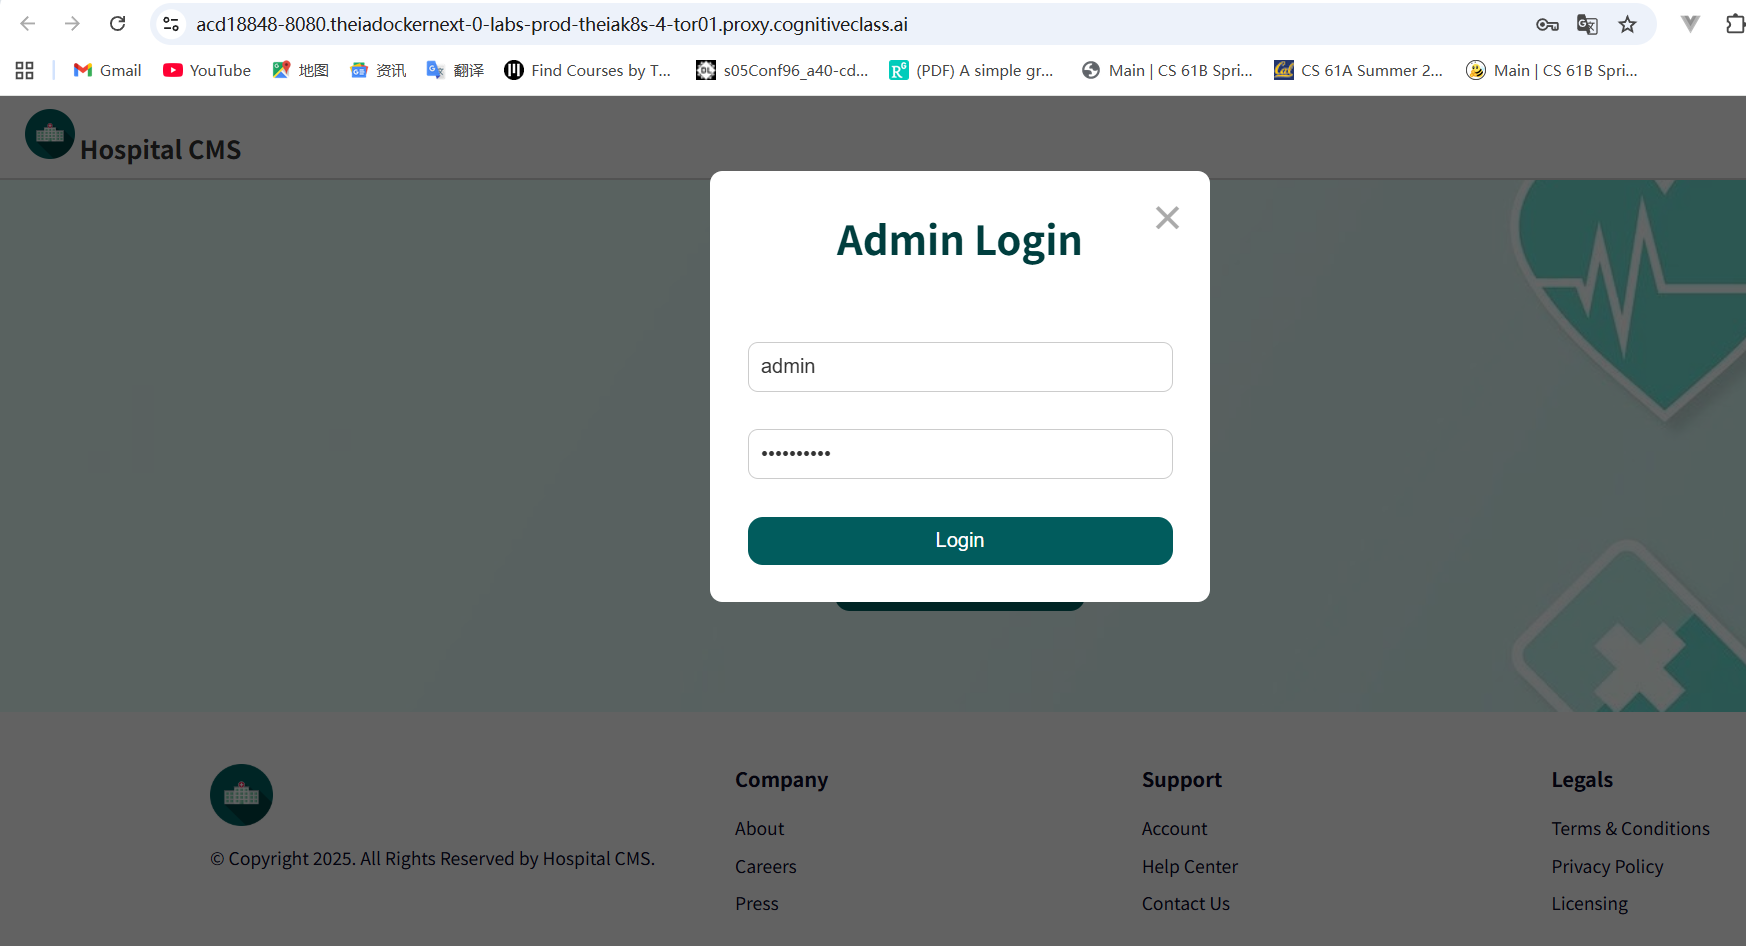 acd18848-8080.theiadockernext-0-labs-prod-theiak8s-4-tor01.proxy.cognitiveclass.ai
Gmail YouTube 地图 资讯 翻译 Find Courses by T... s05Conf96_a40-cd... (PDF) A simple gr... Main | CS 61B Spri... CS 61A Summer 2... Main | CS 61B Spri...
Hospital CMS
Admin Login
admin
••••••••••
Login
Company
About
Careers
Press
Support
Account
Help Center
Contact Us
Legals
Terms & Conditions
Privacy Policy
Licensing
© Copyright 2025. All Rights Reserved by Hospital CMS.